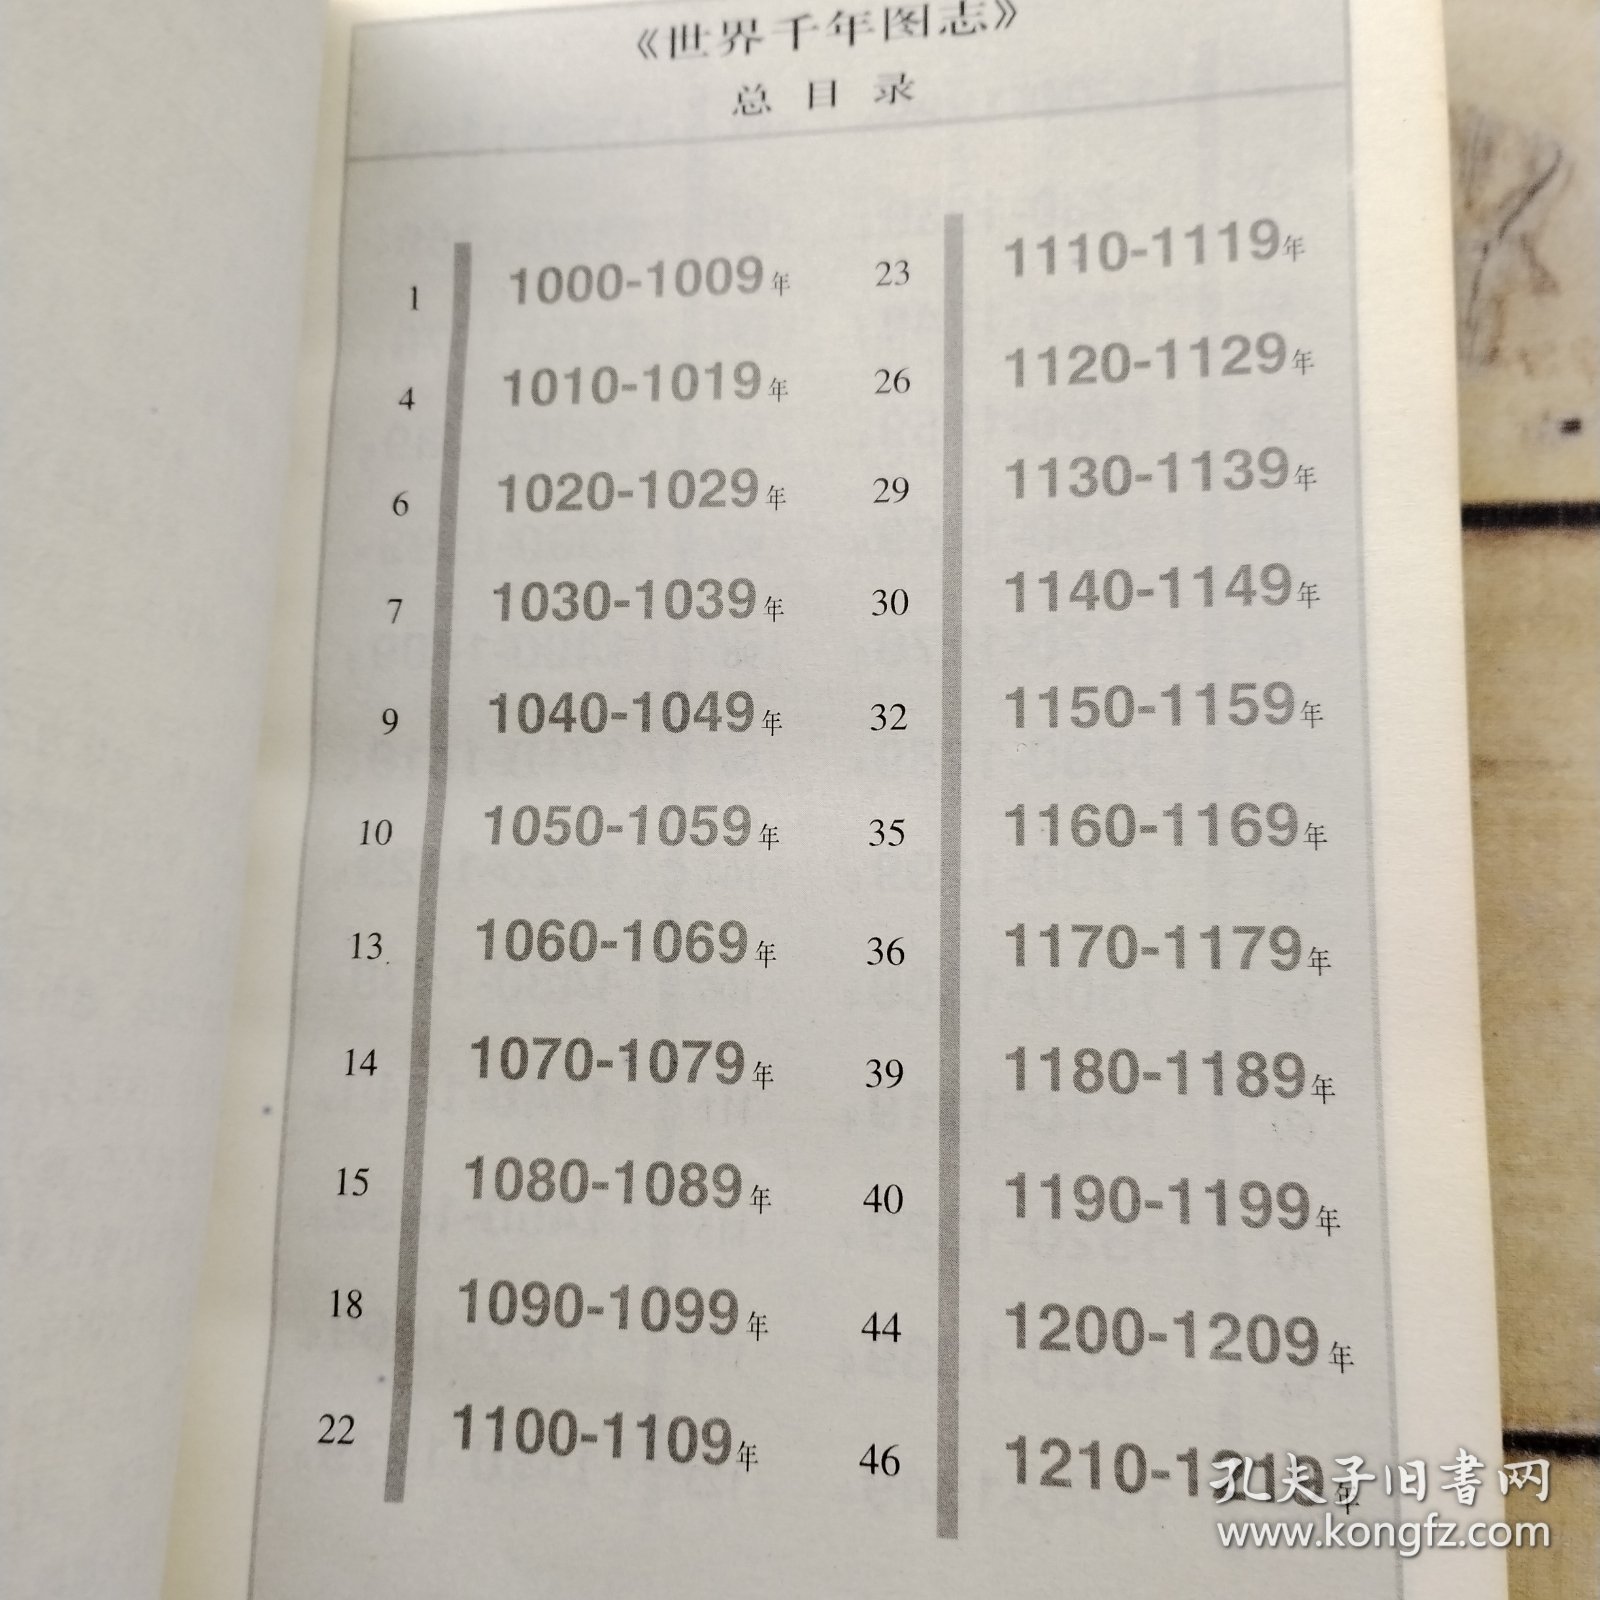 《世界千年图志》
总目录
1 1000-1009年
4 1010-1019年
6 1020-1029年
7 1030-1039年
9 1040-1049年
10 1050-1059年
13 1060-1069年
14 1070-1079年
15 1080-1089年
18 1090-1099年
22 1100-1109年
23 1110-1119年
26 1120-1129年
29 1130-1139年
30 1140-1149年
32 1150-1159年
35 1160-1169年
36 1170-1179年
39 1180-1189年
40 1190-1199年
44 1200-1209年
46 1210-1219年
孔夫子旧书网
www.kongfz.com